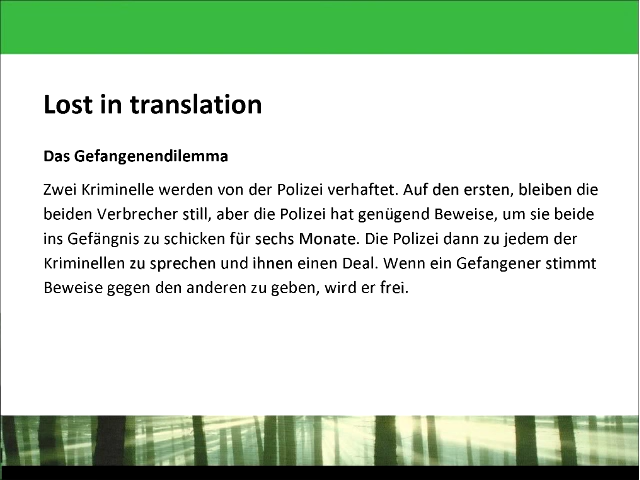 Lost in translation
Das Gefangenendilemma
Zwei Kriminelle werden von der Polizei verhaftet. Auf den ersten, bleiben die
beiden Verbrecher still, aber die Polizei hat genügend Beweise, um sie beide
ins Gefängnis zu schicken für sechs Monate. Die Polizei dann zu jedem der
Kriminellen zu sprechen und ihnen einen Deal. Wenn ein Gefangener stimmt
Beweise gegen den anderen zu geben, wird er frei.